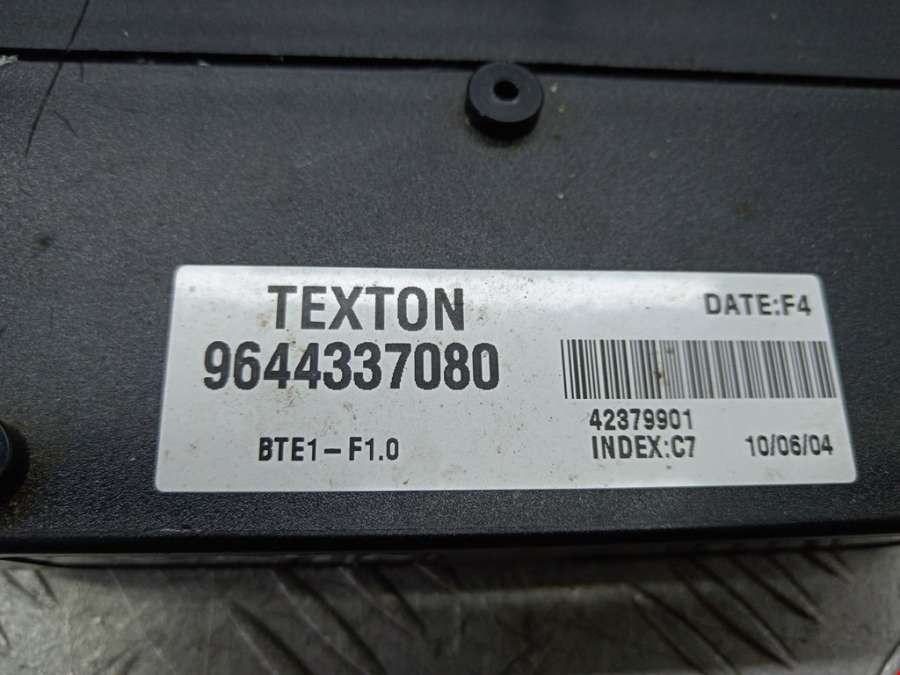 TEXTON
9644337080
BTE1-F1.0
DATE:F4
42379901
INDEX:C7 10/06/04